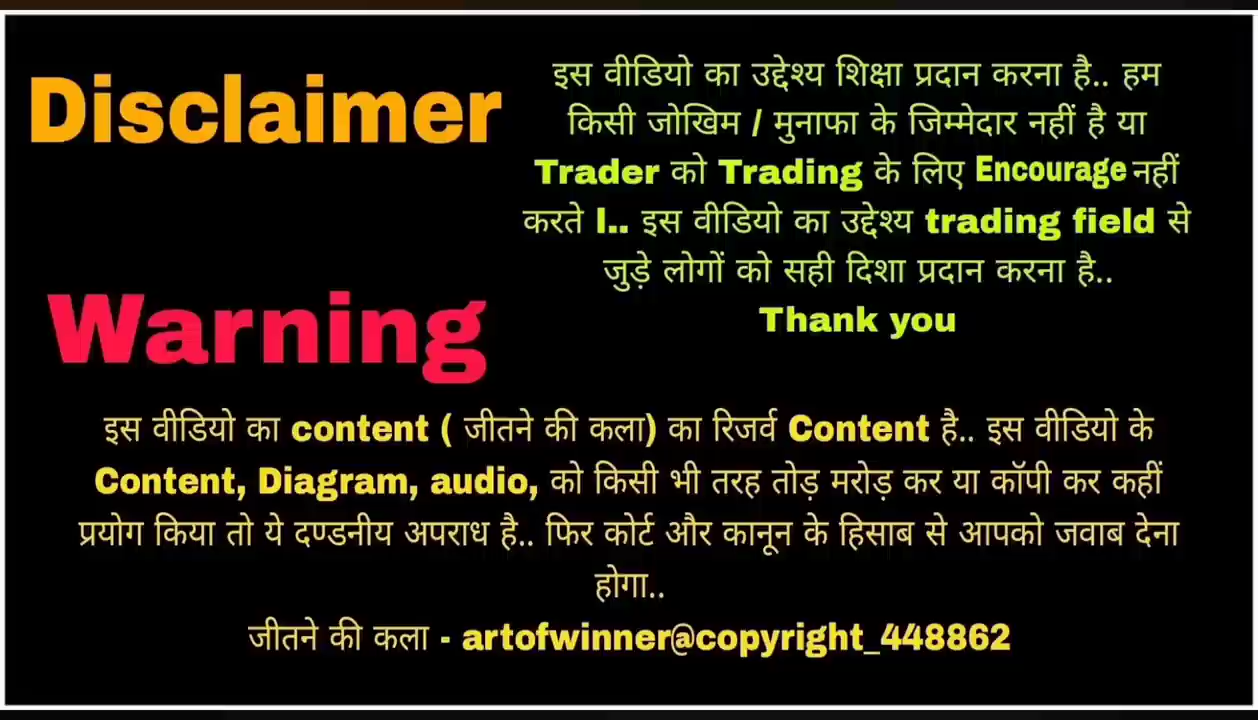 Disclaimer
इस वीडियो का उद्देश्य शिक्षा प्रदान करना है.. हम
किसी जोखिम / मुनाफा के जिम्मेदार नहीं है या
Trader को Trading के लिए Encourage नहीं
करते I.. इस वीडियो का उद्देश्य trading field से
जुड़े लोगों को सही दिशा प्रदान करना है..
Thank you
Warning
इस वीडियो का content ( जीतने की कला) का रिजर्व Content है.. इस वीडियो के
Content, Diagram, audio, को किसी भी तरह तोड़ मरोड़ कर या कॉपी कर कहीं
प्रयोग किया तो ये दण्डनीय अपराध है.. फिर कोर्ट और कानून के हिसाब से आपको जवाब देना
होगा..
जीतने की कला - artofwinner@copyright_448862